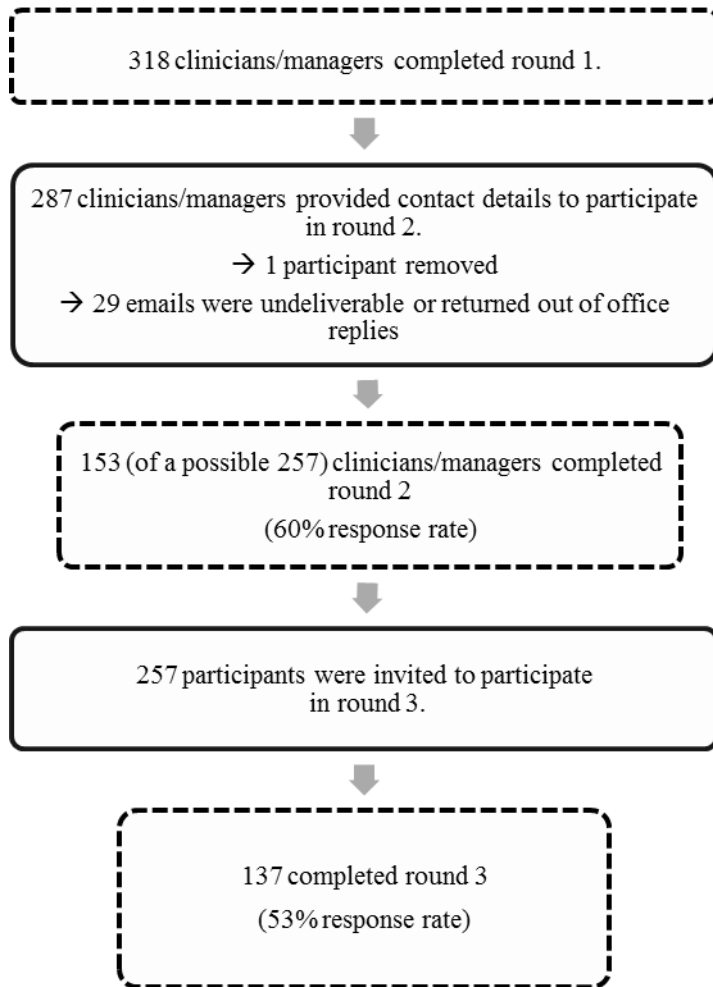 318 clinicians/managers completed round 1.
287 clinicians/managers provided contact details to participate
in round 2.
→ 1 participant removed
→ 29 emails were undeliverable or returned out of office
replies
153 (of a possible 257) clinicians/managers completed
round 2
(60% response rate)
257 participants were invited to participate
in round 3.
137 completed round 3
(53% response rate)